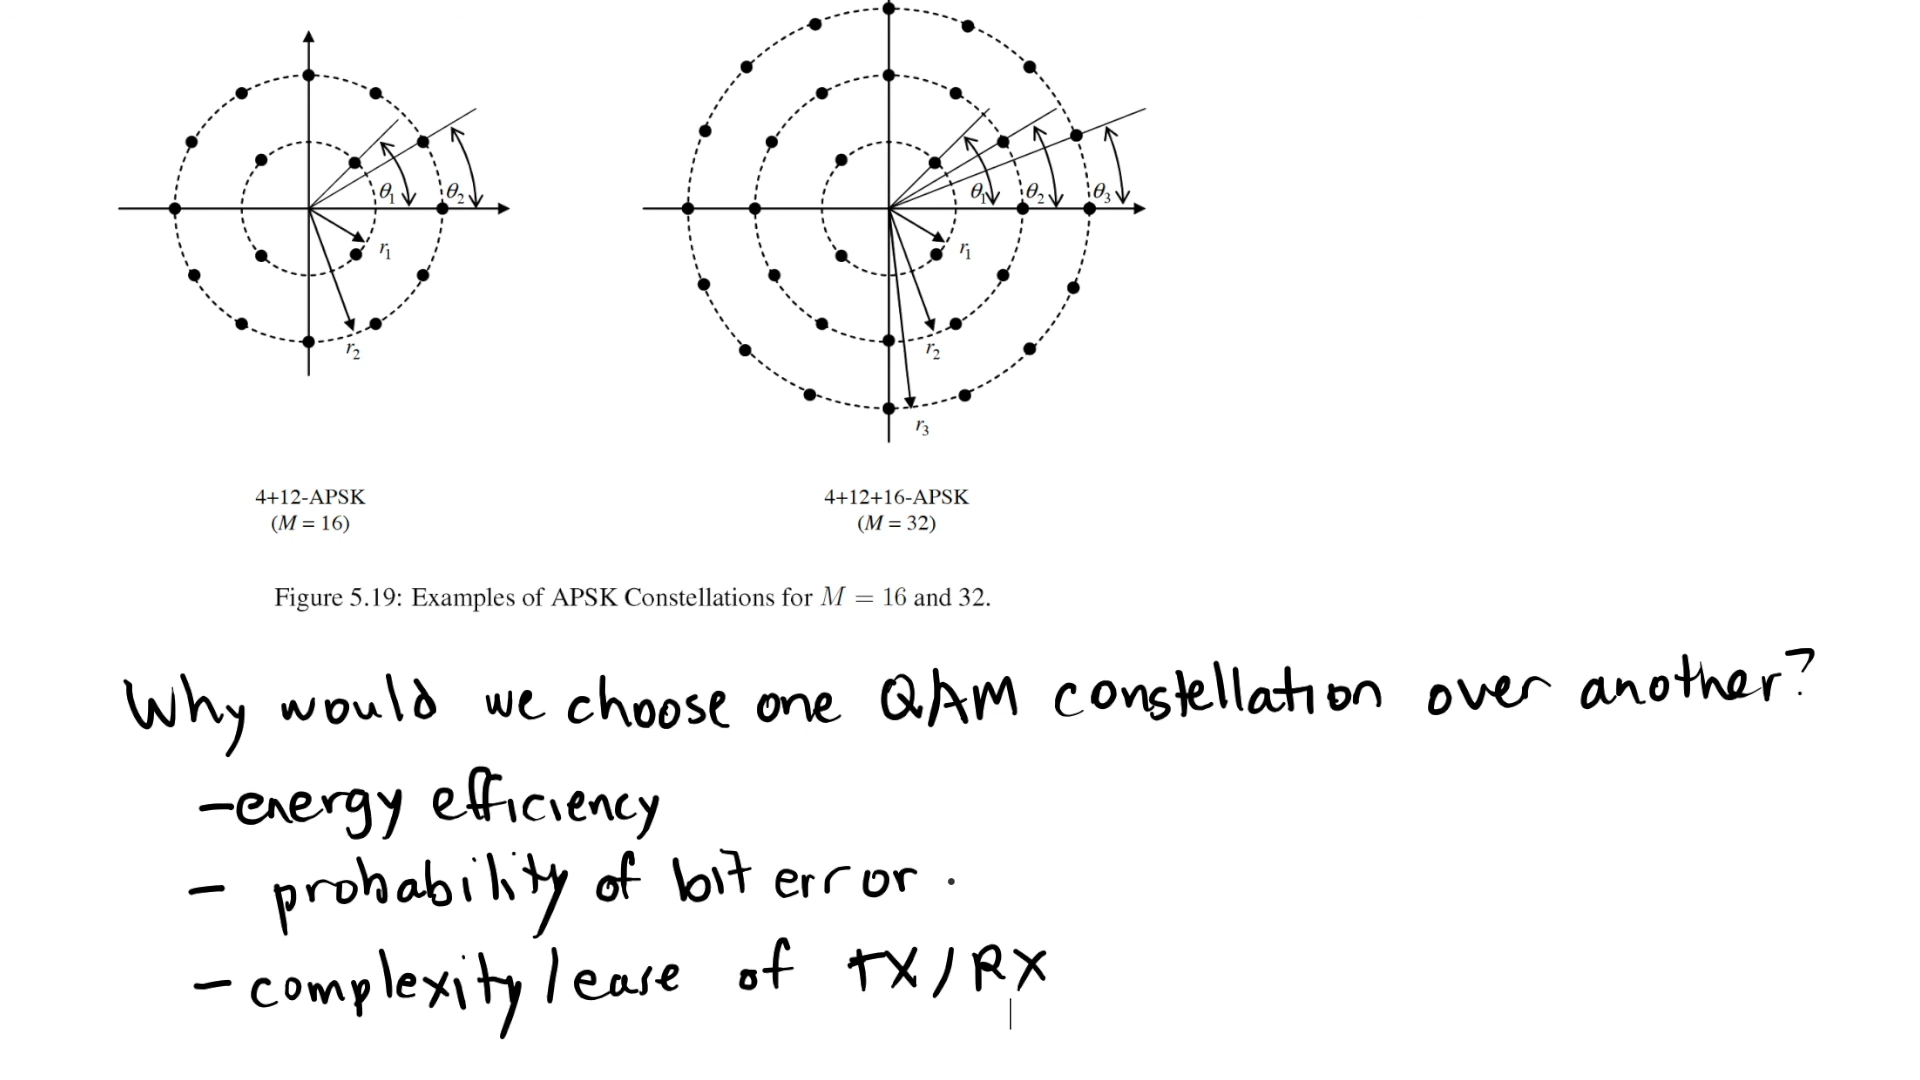 θ₁ θ₂ r₁ r₂
θ₁ θ₂ θ₃ r₁ r₂ r₃
4+12-APSK
(M = 16)
4+12+16-APSK
(M = 32)
Figure 5.19: Examples of APSK Constellations for M = 16 and 32.
Why would we choose one QAM constellation over another?
-energy efficiency
- probability of bit error.
- complexity/ease of TX/RX